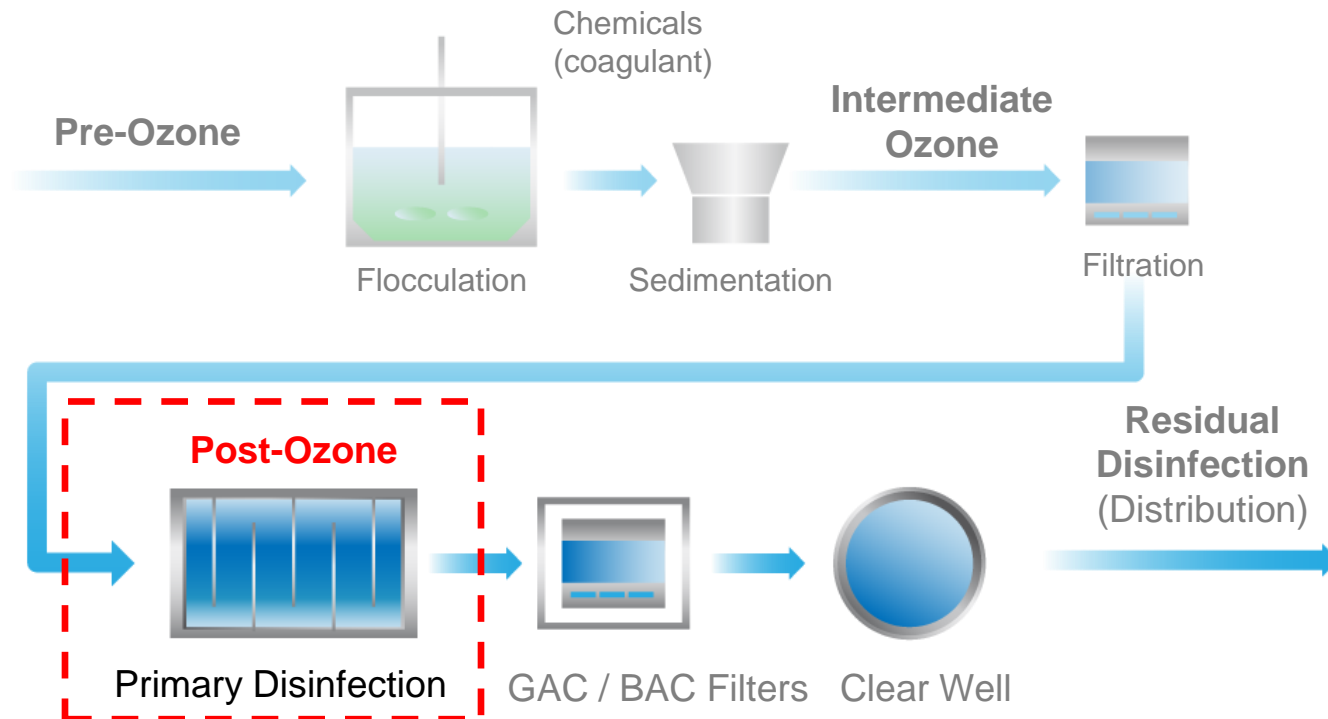 Chemicals
(coagulant)
Pre-Ozone
Intermediate
Ozone
Flocculation
Sedimentation
Filtration
Post-Ozone
Residual
Disinfection
(Distribution)
Primary Disinfection
GAC / BAC Filters
Clear Well